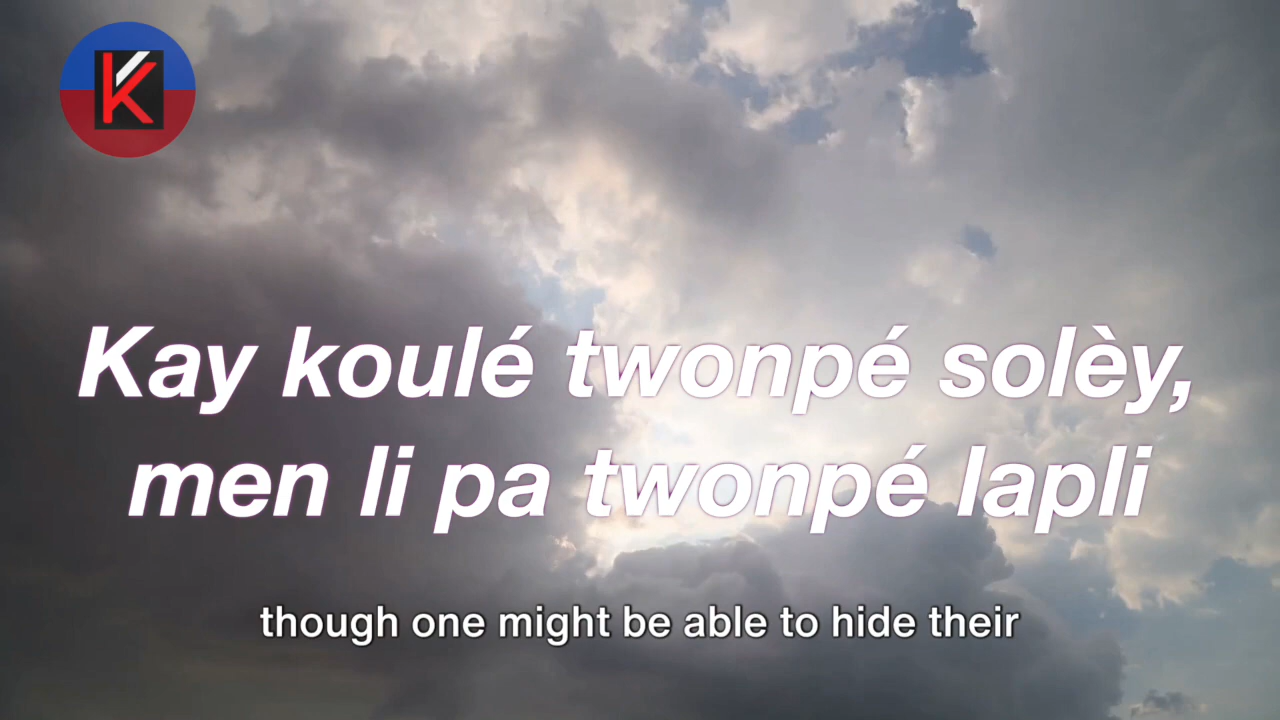 K
Kay koulé twonpé solèy,
men li pa twonpé lapli
though one might be able to hide their